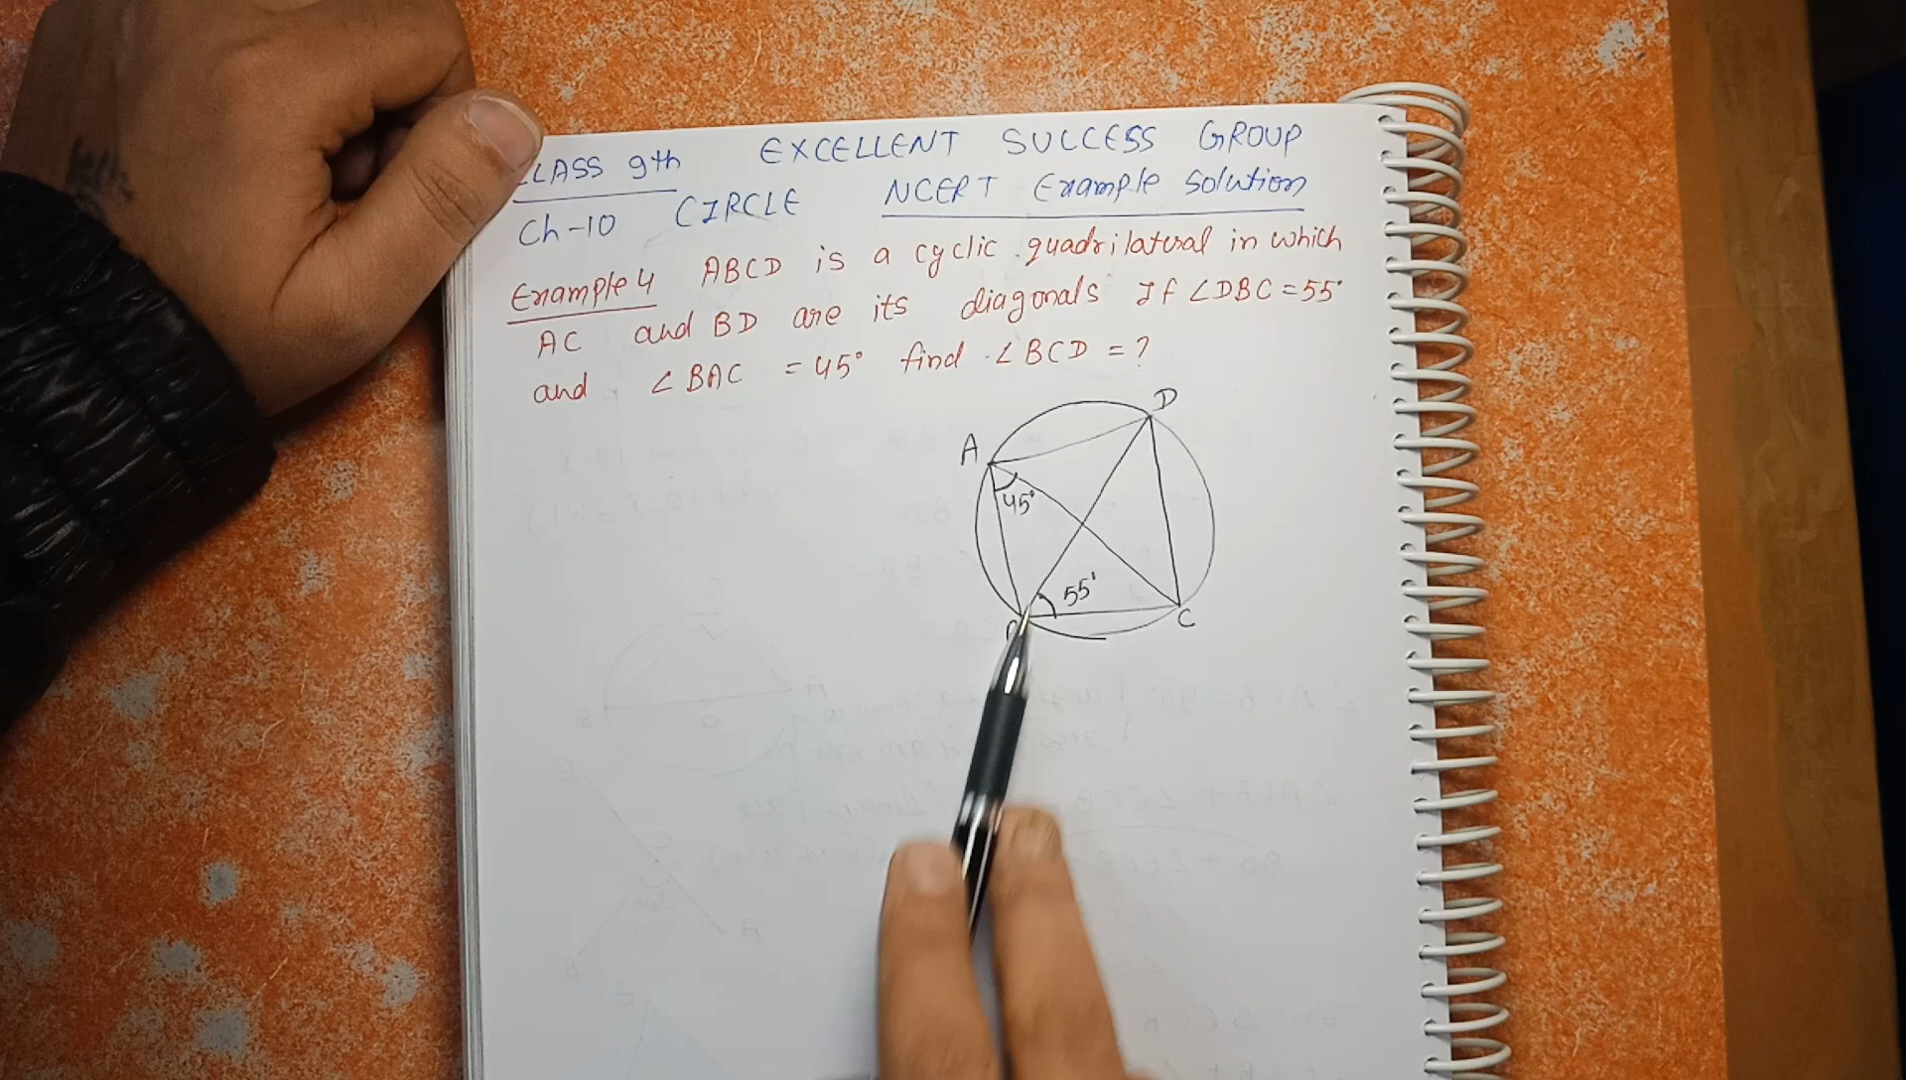 LASS 9th EXCELLENT SUCCESS GROUP
Ch-10 CIRCLE NCERT Example Solution
Example 4 ABCD is a cyclic quadrilateral in which
AC and BD are its diagonals If ∠DBC = 55°
and ∠BAC = 45° find ∠BCD = ?
D
A
45°
55°
C